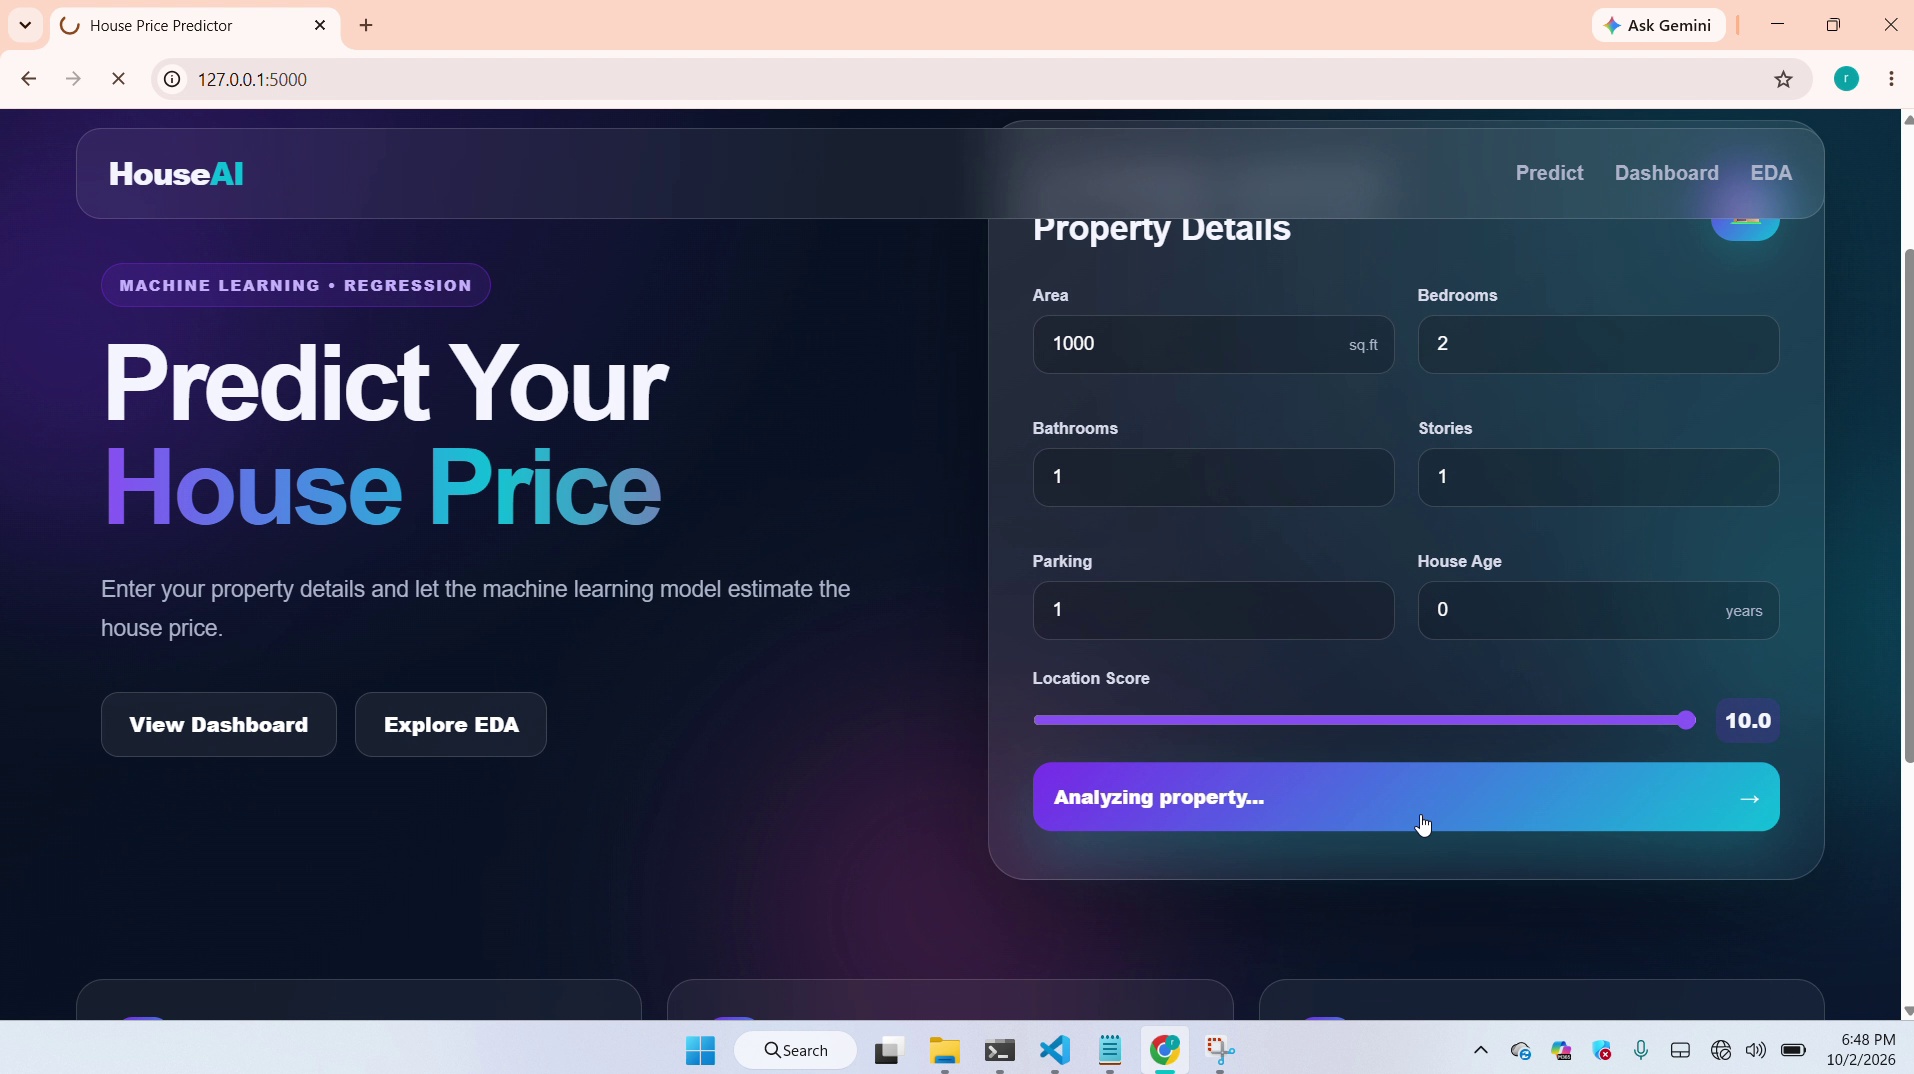 House Price Predictor
Ask Gemini
127.0.0.1:5000
r
HouseAI
Predict
Dashboard
EDA
MACHINE LEARNING • REGRESSION
Predict Your
House Price
Enter your property details and let the machine learning model estimate the
house price.
View Dashboard
Explore EDA
Property Details
Area
Bedrooms
1000
sq.ft
2
Bathrooms
Stories
1
1
Parking
House Age
1
0
years
Location Score
10.0
Analyzing property...
→
Search
6:48 PM
10/2/2026